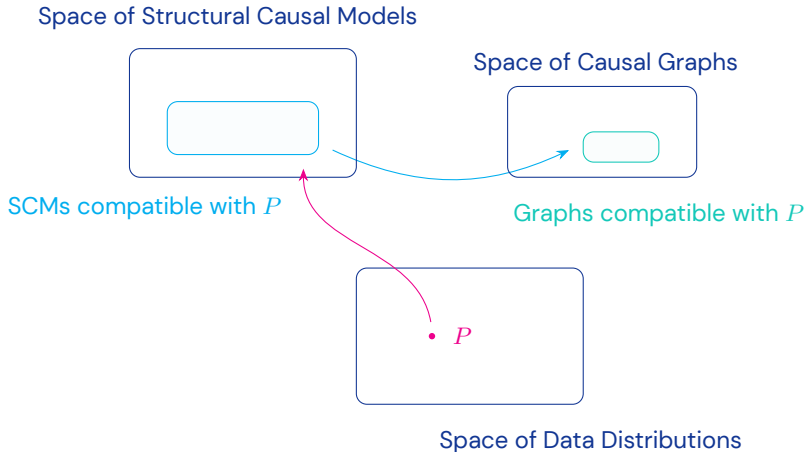 Space of Structural Causal Models
Space of Causal Graphs
SCMs compatible with P
Graphs compatible with P
P
Space of Data Distributions